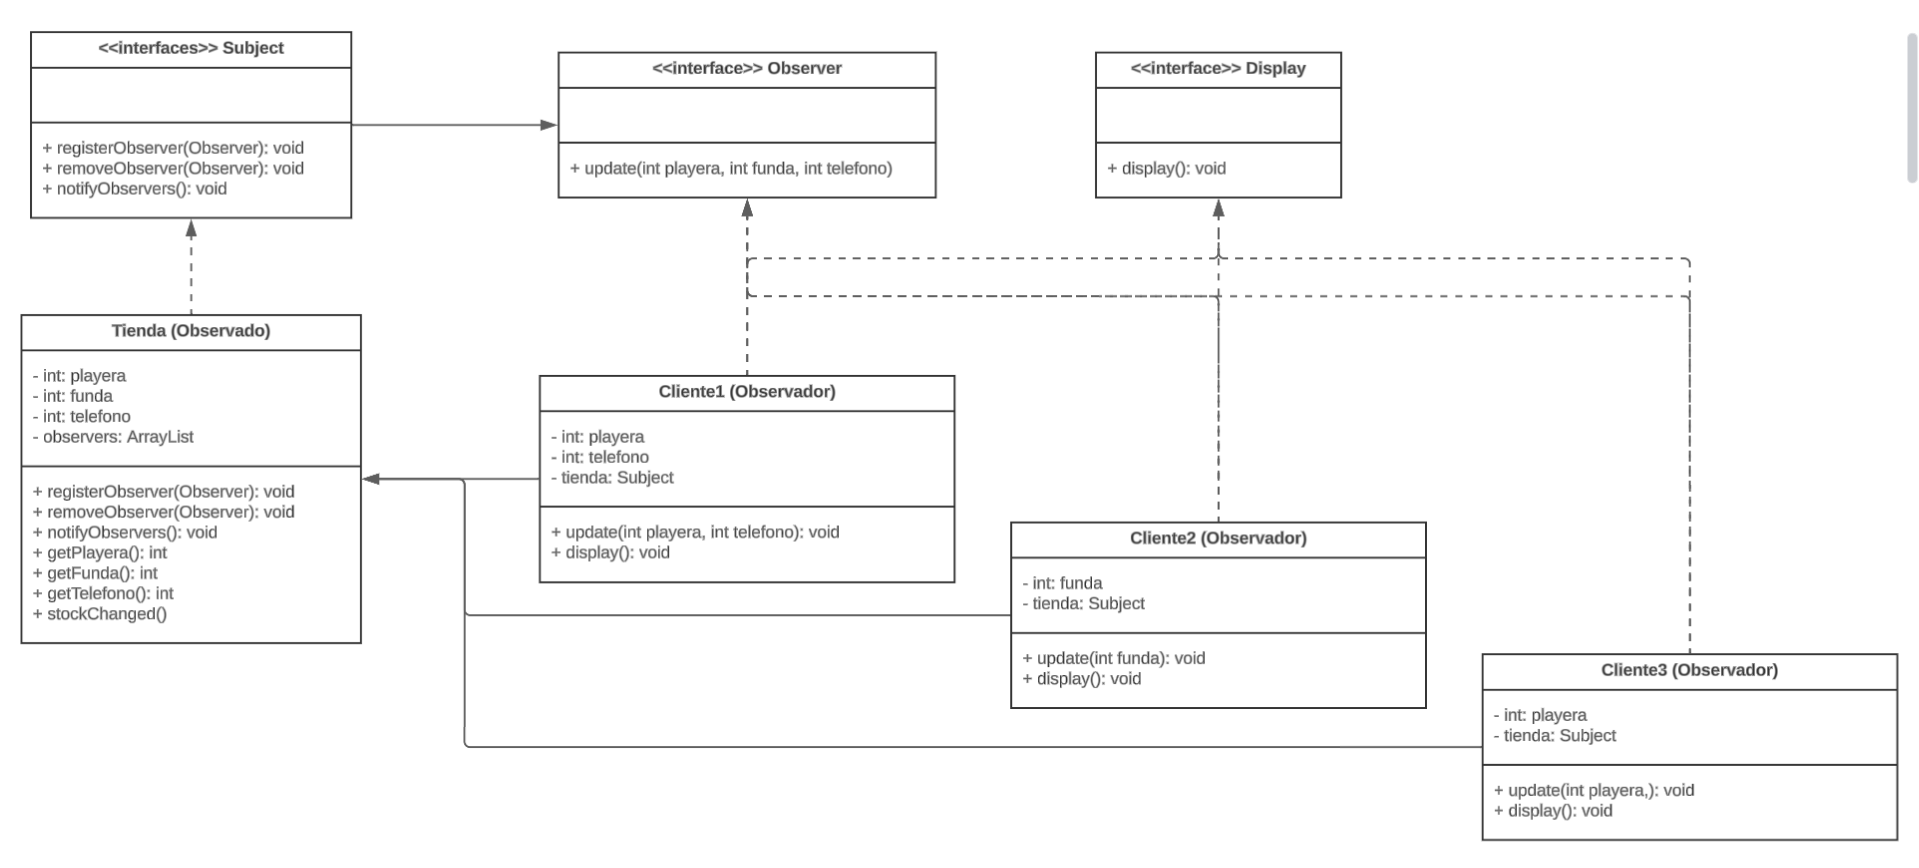 <<interfaces>> Subject
+ registerObserver(Observer): void
+ removeObserver(Observer): void
+ notifyObservers(): void
<<interface>> Observer
+ update(int playera, int funda, int telefono)
<<interface>> Display
+ display(): void
Tienda (Observado)
- int: playera
- int: funda
- int: telefono
- observers: ArrayList
+ registerObserver(Observer): void
+ removeObserver(Observer): void
+ notifyObservers(): void
+ getPlayera(): int
+ getFunda(): int
+ getTelefono(): int
+ stockChanged()
Cliente1 (Observador)
- int: playera
- int: telefono
- tienda: Subject
+ update(int playera, int telefono): void
+ display(): void
Cliente2 (Observador)
- int: funda
- tienda: Subject
+ update(int funda): void
+ display(): void
Cliente3 (Observador)
- int: playera
- tienda: Subject
+ update(int playera,): void
+ display(): void